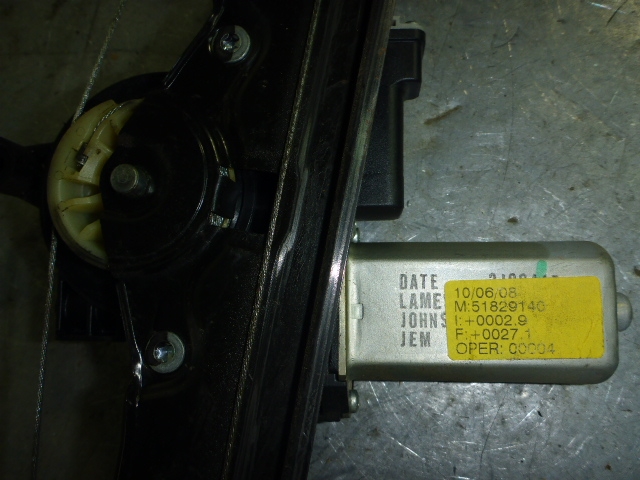 DATE
LAME
JOHNS
JEM
10/06/08
M:51829140
I:+0002.9
F:+0027.1
OPER: 00004